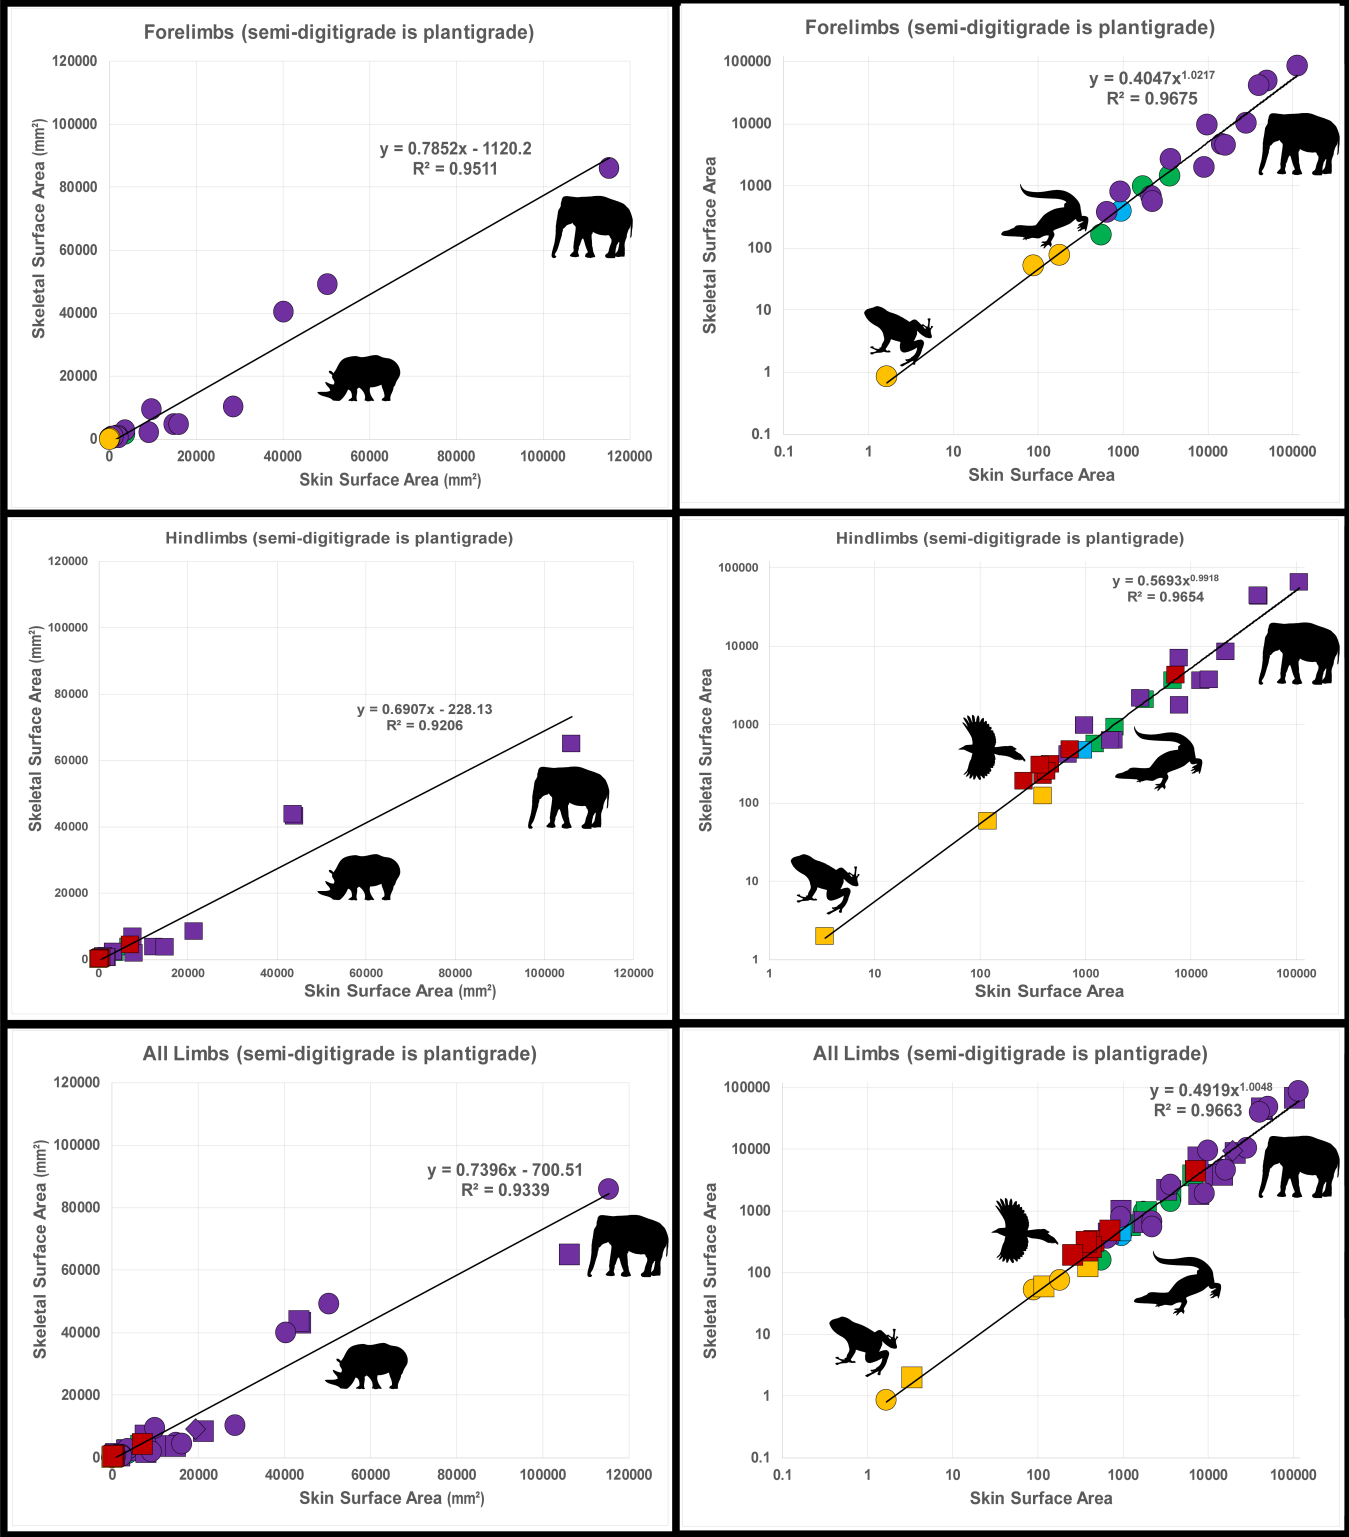 Forelimbs (semi-digitigrade is plantigrade)
120000
100000
80000
60000
40000
20000
0
y = 0.7852x - 1120.2
R² = 0.9511
Skeletal Surface Area (mm²)
0 20000 40000 60000 80000 100000 120000
Skin Surface Area (mm²)
Forelimbs (semi-digitigrade is plantigrade)
100000
10000
1000
100
10
1
0.1
y = 0.4047x^1.0217
R² = 0.9675
Skeletal Surface Area
0.1 1 10 100 1000 10000 100000
Skin Surface Area
Hindlimbs (semi-digitigrade is plantigrade)
120000
100000
80000
60000
40000
20000
0
y = 0.6907x - 228.13
R² = 0.9206
Skeletal Surface Area (mm²)
0 20000 40000 60000 80000 100000 120000
Skin Surface Area (mm²)
Hindlimbs (semi-digitigrade is plantigrade)
100000
10000
1000
100
10
1
y = 0.5693x^0.9918
R² = 0.9654
Skeletal Surface Area
1 10 100 1000 10000 100000
Skin Surface Area
All Limbs (semi-digitigrade is plantigrade)
120000
100000
80000
60000
40000
20000
0
y = 0.7396x - 700.51
R² = 0.9339
Skeletal Surface Area (mm²)
0 20000 40000 60000 80000 100000 120000
Skin Surface Area (mm²)
All Limbs (semi-digitigrade is plantigrade)
100000
10000
1000
100
10
1
0.1
y = 0.4919x^1.0048
R² = 0.9663
Skeletal Surface Area
0.1 1 10 100 1000 10000 100000
Skin Surface Area